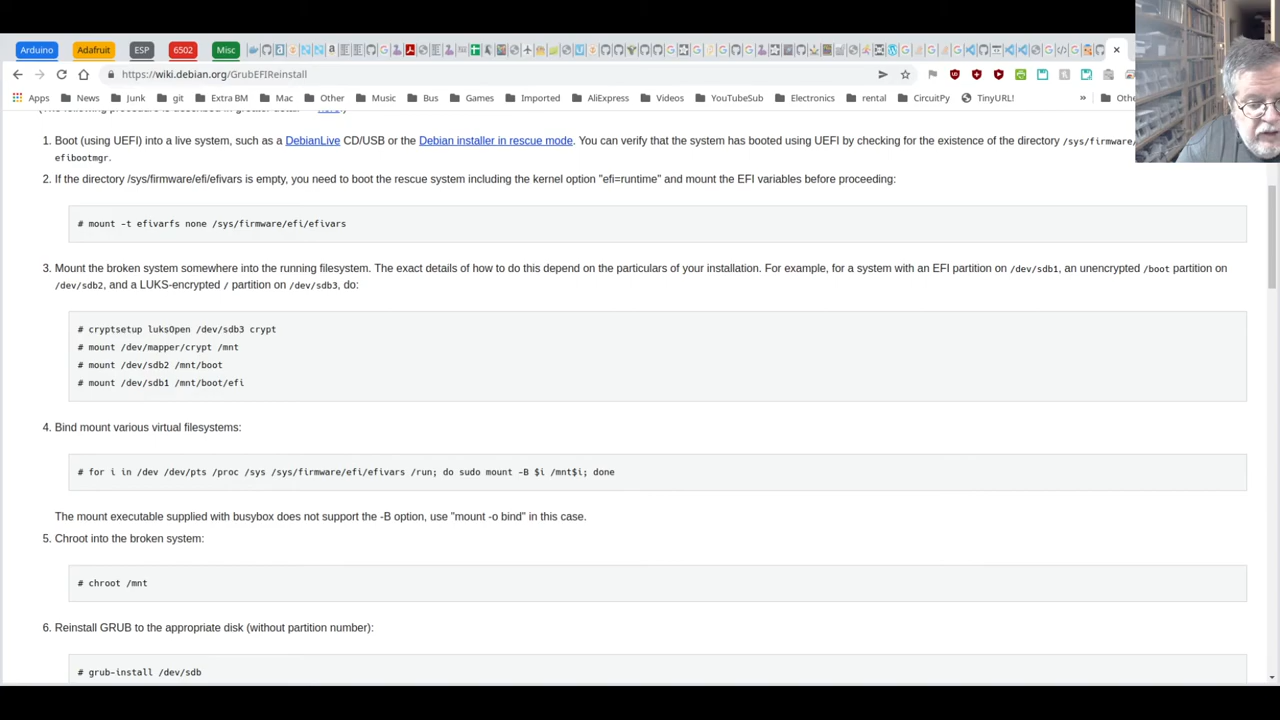 Arduino Adafruit ESP 6502 Misc
https://wiki.debian.org/GrubEFIReinstall
Apps News Junk git Extra BM Mac Other Music Bus Games Imported AliExpress Videos YouTubeSub Electronics rental CircuitPy TinyURL! » Othe
1. Boot (using UEFI) into a live system, such as a DebianLive CD/USB or the Debian installer in rescue mode. You can verify that the system has booted using UEFI by checking for the existence of the directory /sys/firmware/
efibootmgr.
2. If the directory /sys/firmware/efi/efivars is empty, you need to boot the rescue system including the kernel option "efi=runtime" and mount the EFI variables before proceeding:
# mount -t efivarfs none /sys/firmware/efi/efivars
3. Mount the broken system somewhere into the running filesystem. The exact details of how to do this depend on the particulars of your installation. For example, for a system with an EFI partition on /dev/sdb1, an unencrypted /boot partition on
/dev/sdb2, and a LUKS-encrypted / partition on /dev/sdb3, do:
# cryptsetup luksOpen /dev/sdb3 crypt
# mount /dev/mapper/crypt /mnt
# mount /dev/sdb2 /mnt/boot
# mount /dev/sdb1 /mnt/boot/efi
4. Bind mount various virtual filesystems:
# for i in /dev /dev/pts /proc /sys /sys/firmware/efi/efivars /run; do sudo mount -B $i /mnt$i; done
The mount executable supplied with busybox does not support the -B option, use "mount -o bind" in this case.
5. Chroot into the broken system:
# chroot /mnt
6. Reinstall GRUB to the appropriate disk (without partition number):
# grub-install /dev/sdb